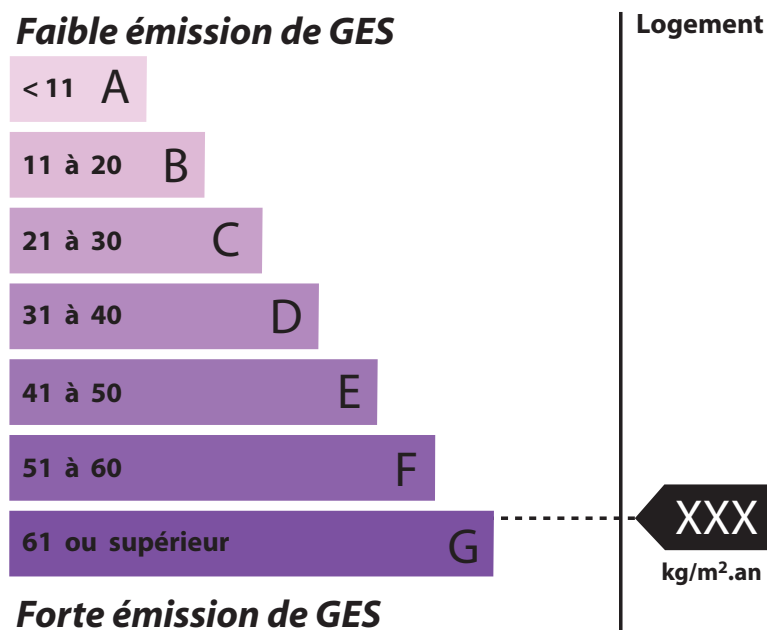 Faible émission de GES
Logement
< 11 A
11 à 20 B
21 à 30 C
31 à 40 D
41 à 50 E
51 à 60 F
61 ou supérieur G
XXX
kg/m².an
Forte émission de GES